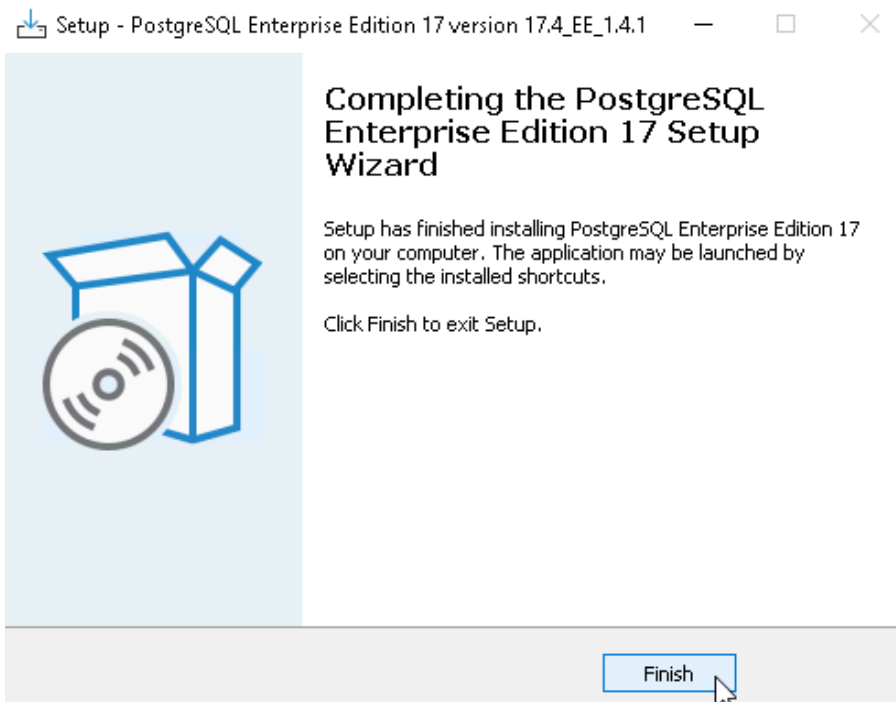 Setup - PostgreSQL Enterprise Edition 17 version 17.4_EE_1.4.1
Completing the PostgreSQL
Enterprise Edition 17 Setup
Wizard
Setup has finished installing PostgreSQL Enterprise Edition 17
on your computer. The application may be launched by
selecting the installed shortcuts.
Click Finish to exit Setup.
Finish